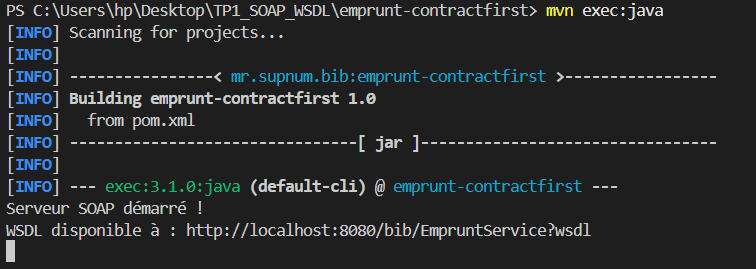 PS C:\Users\hp\Desktop\TP1_SOAP_WSDL\emprunt-contractfirst> mvn exec:java
[INFO] Scanning for projects...
[INFO]
[INFO] ----------------< mr.supnum.bib:emprunt-contractfirst >-----------------
[INFO] Building emprunt-contractfirst 1.0
[INFO]   from pom.xml
[INFO] --------------------------------[ jar ]---------------------------------
[INFO]
[INFO] --- exec:3.1.0:java (default-cli) @ emprunt-contractfirst ---
Serveur SOAP démarré !
WSDL disponible à : http://localhost:8080/bib/EmpruntService?wsdl